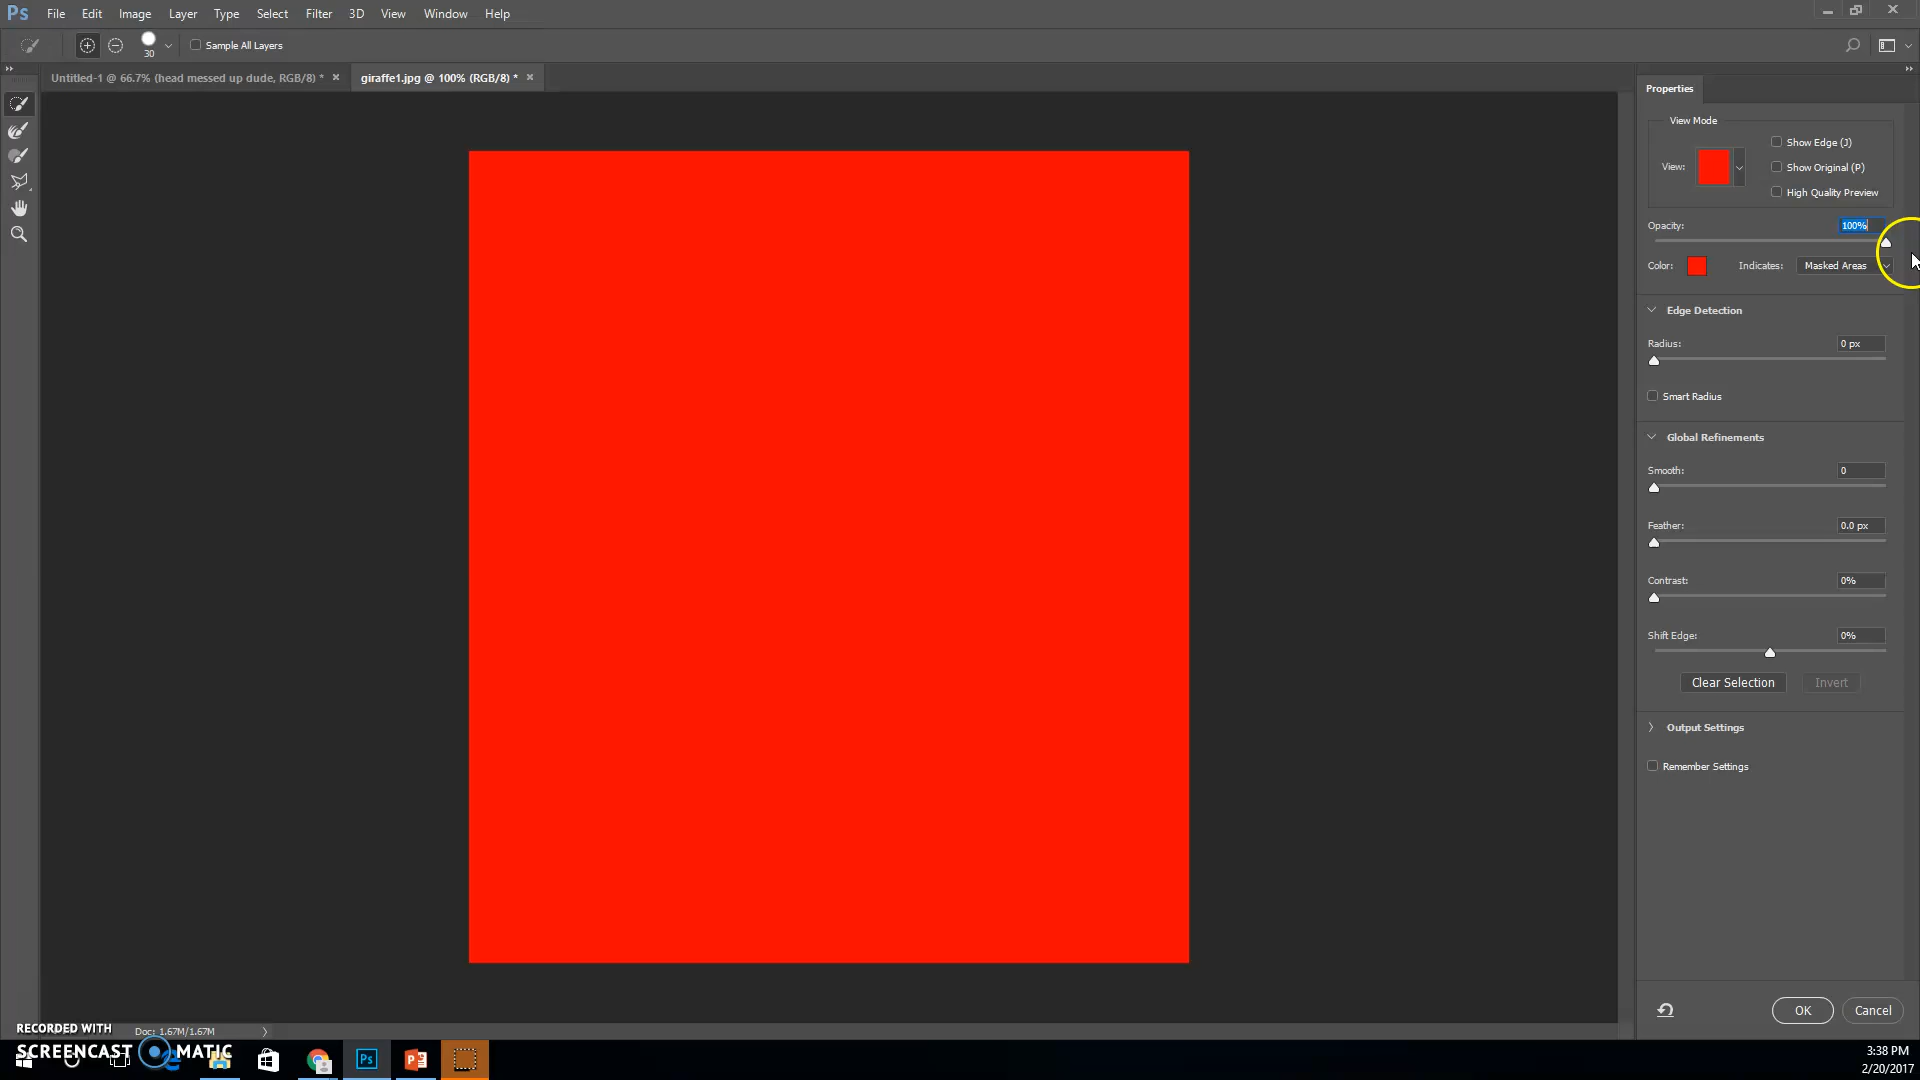 Ps File Edit Image Layer Type Select Filter 3D View Window Help
30 Sample All Layers
Untitled-1 @ 66.7% (head messed up dude, RGB/8) * giraffe1.jpg @ 100% (RGB/8) *
Properties
View Mode
Show Edge (J)
View: Show Original (P)
High Quality Preview
Opacity: 100%
Color: Indicates: Masked Areas
Edge Detection
Radius: 0 px
Smart Radius
Global Refinements
Smooth: 0
Feather: 0.0 px
Contrast: 0%
Shift Edge: 0%
Clear Selection Invert
Output Settings
Remember Settings
OK Cancel
Doc: 1.67M/1.67M
RECORDED WITH
SCREENCAST MATIC
Ps
3:38 PM
2/20/2017